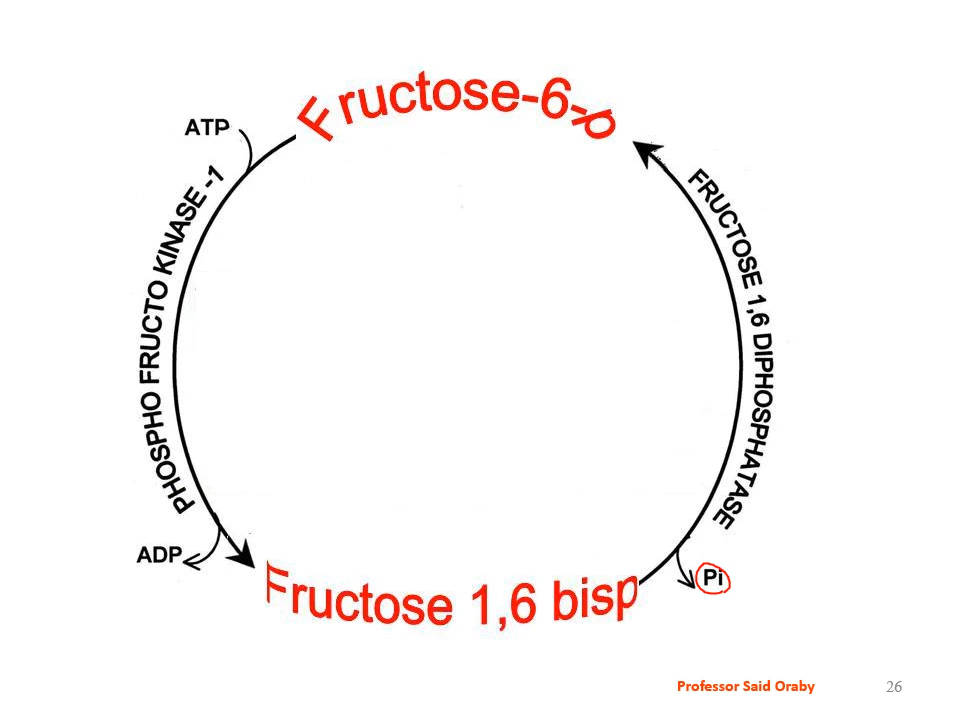 Fructose-6-p
ATP
PHOSPHO FRUCTO KINASE -1
FRUCTOSE 1,6 DIPHOSPHATASE
ADP
Pi
Fructose 1,6 bisp
Professor Said Oraby
26